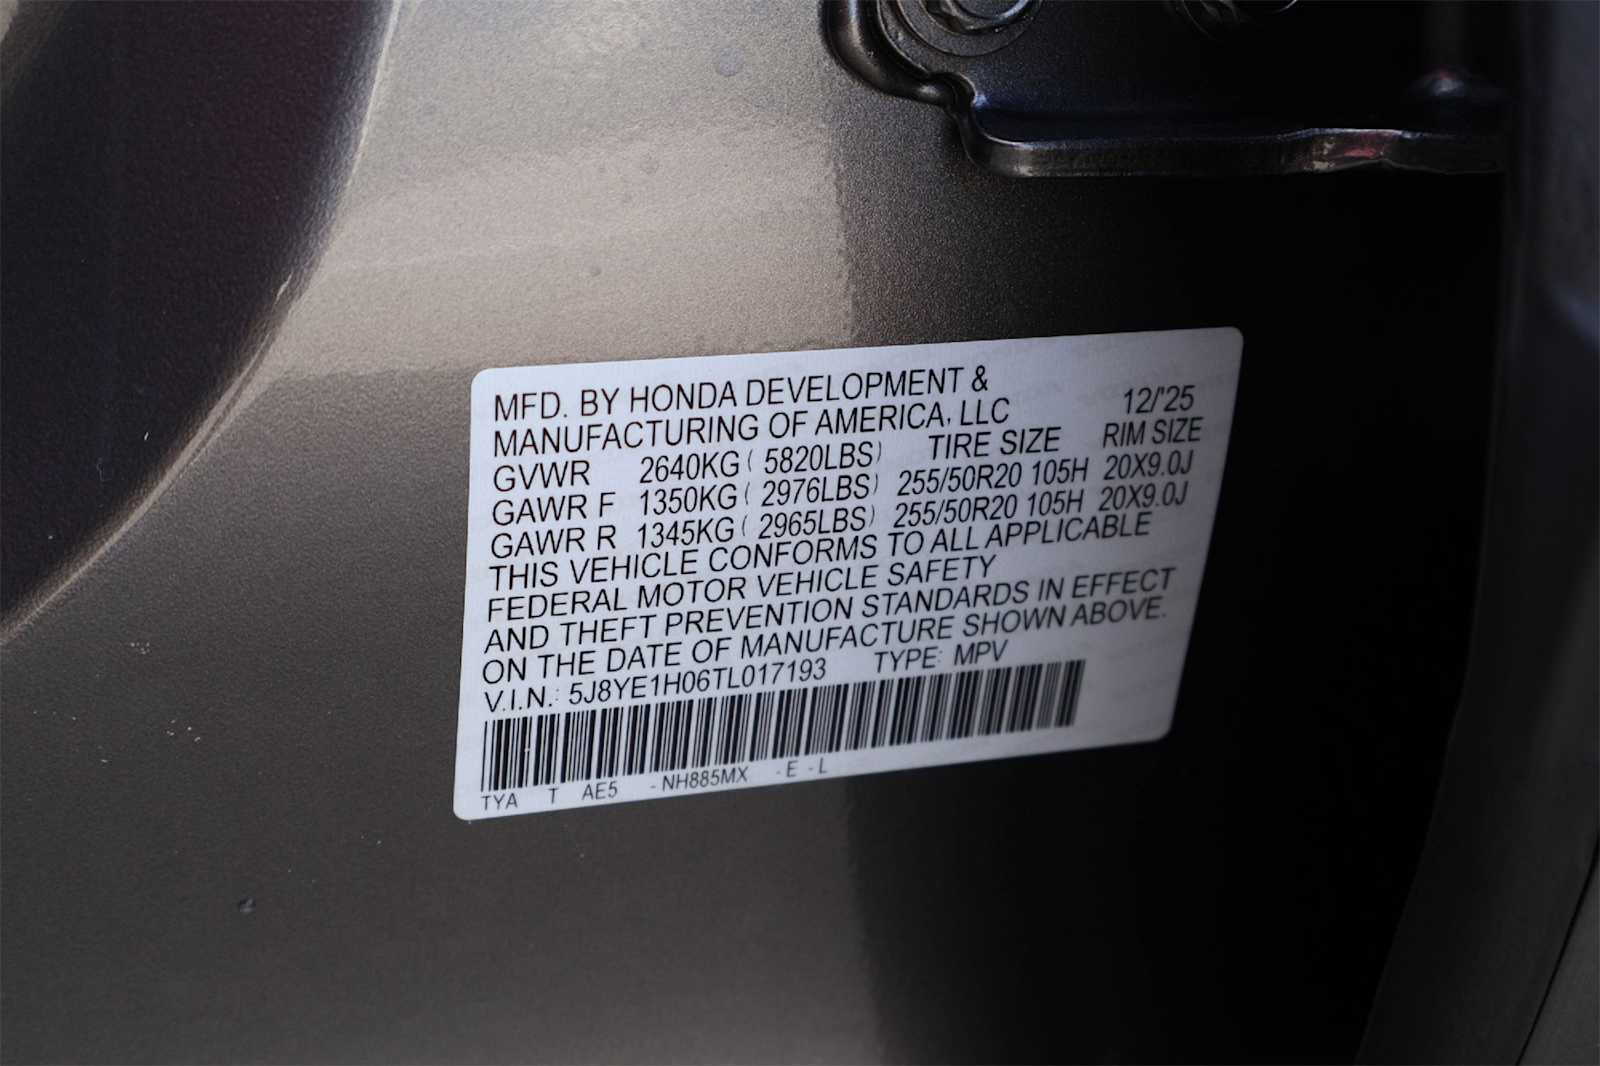 MFD. BY HONDA DEVELOPMENT &
MANUFACTURING OF AMERICA, LLC 12/'25
GVWR 2640KG ( 5820LBS) TIRE SIZE RIM SIZE
GAWR F 1350KG ( 2976LBS) 255/50R20 105H 20X9.0J
GAWR R 1345KG ( 2965LBS) 255/50R20 105H 20X9.0J
THIS VEHICLE CONFORMS TO ALL APPLICABLE
FEDERAL MOTOR VEHICLE SAFETY
AND THEFT PREVENTION STANDARDS IN EFFECT
ON THE DATE OF MANUFACTURE SHOWN ABOVE.
V.I.N.: 5J8YE1H06TL017193 TYPE: MPV
TYA T AE5 - NH885MX - E - L